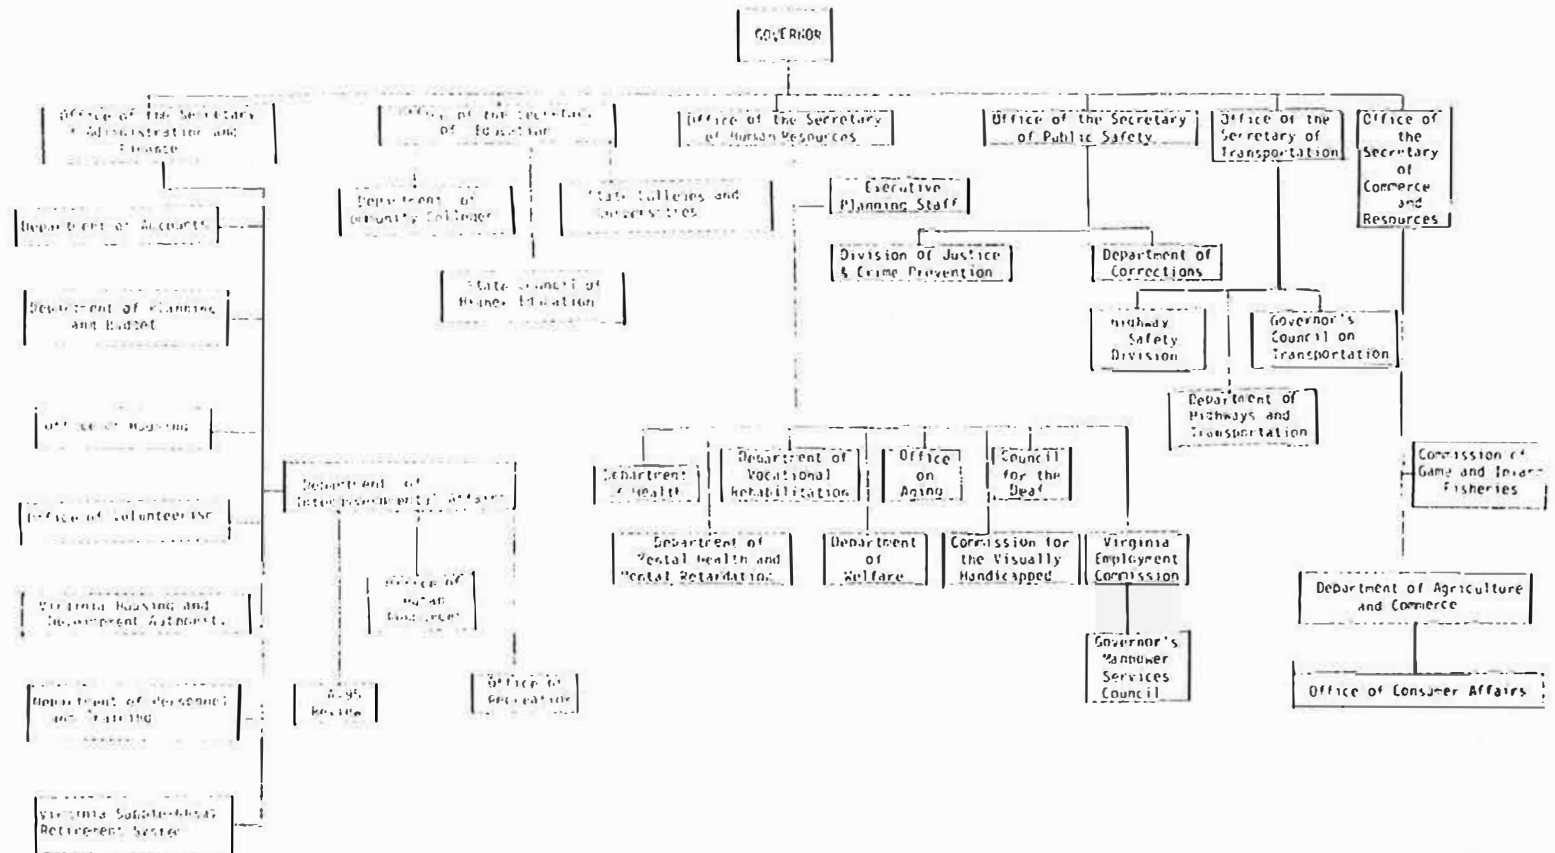 GOVERNOR
Office of the Secretary
Administration and
Finance
Office of the Secretary
of Education
Office of the Secretary
of Human Resources
Office of the Secretary
of Public Safety
Office of the
Secretary of
Transportation
Office of
the
Secretary
of
Commerce
and
Resources
Department of Accounts
Department of Planning
and Budget
Office of Housing
Office of Volunteerism
Virginia Housing and
Development Authority
Department of Personnel
and Training
Virginia Supplemental
Retirement System
Department of
Intergovernmental Affairs
A-95
Review
Office of
Human
Resources
Office of
Recreation
Department of
Community Colleges
State Colleges and
Universities
State Council of
Higher Education
Executive
Planning Staff
Department
of Health
Department of
Vocational
Rehabilitation
Office
on
Aging
Council
for the
Deaf
Department of
Mental Health and
Mental Retardation
Department
of
Welfare
Commission for
the Visually
Handicapped
Virginia
Employment
Commission
Governor's
Manpower
Services
Council
Division of Justice
& Crime Prevention
Department of
Corrections
Highway
Safety
Division
Governor's
Council on
Transportation
Department of
Highways and
Transportation
Commission of
Game and Inland
Fisheries
Department of Agriculture
and Commerce
Office of Consumer Affairs